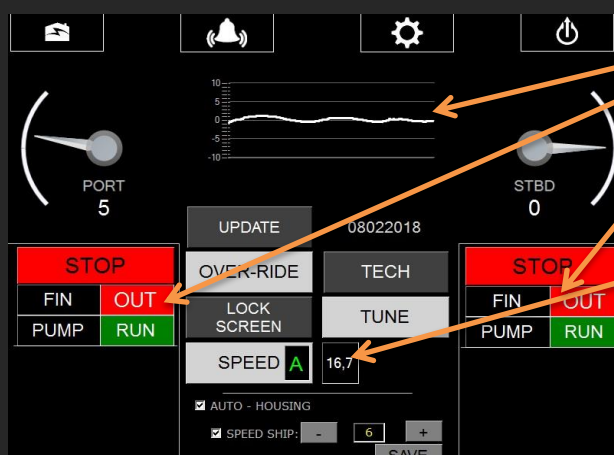 10
5
0
-5
-10
PORT
5
STBD
0
UPDATE 08022018
STOP
FIN OUT
PUMP RUN
OVER-RIDE TECH
LOCK SCREEN TUNE
SPEED A 16,7
STOP
FIN OUT
PUMP RUN
AUTO - HOUSING
SPEED SHIP: - 6 +
SAVE